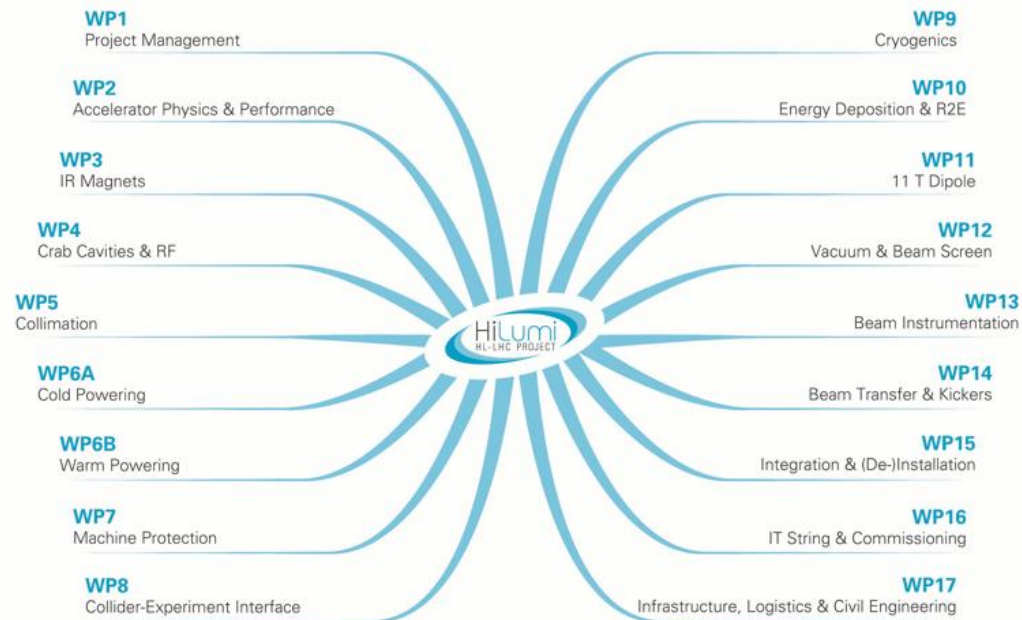 WP1
Project Management
WP2
Accelerator Physics & Performance
WP3
IR Magnets
WP4
Crab Cavities & RF
WP5
Collimation
WP6A
Cold Powering
WP6B
Warm Powering
WP7
Machine Protection
WP8
Collider-Experiment Interface
HiLumi
HL-LHC PROJECT
WP9
Cryogenics
WP10
Energy Deposition & R2E
WP11
11 T Dipole
WP12
Vacuum & Beam Screen
WP13
Beam Instrumentation
WP14
Beam Transfer & Kickers
WP15
Integration & (De-)Installation
WP16
IT String & Commissioning
WP17
Infrastructure, Logistics & Civil Engineering